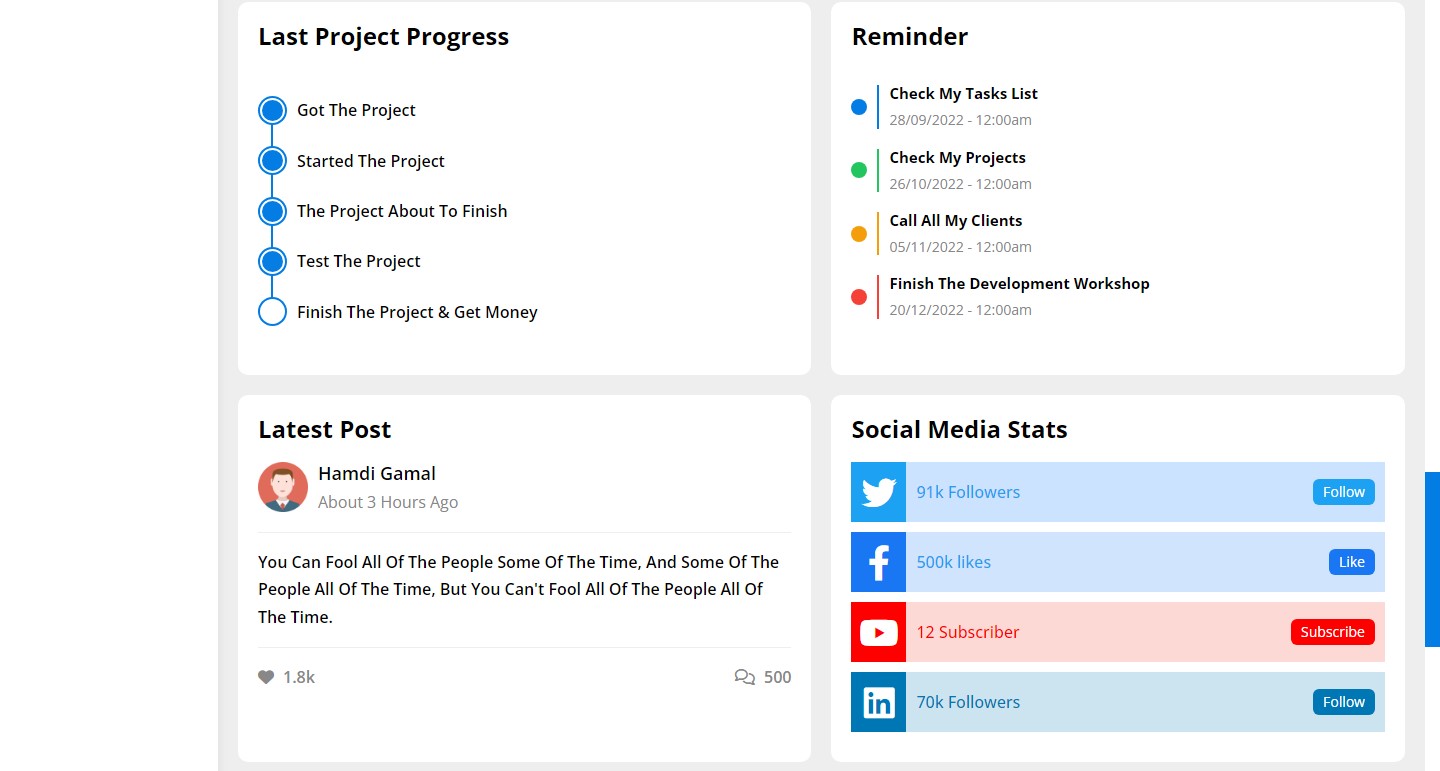 Last Project Progress
Got The Project
Started The Project
The Project About To Finish
Test The Project
Finish The Project & Get Money
Reminder
Check My Tasks List
28/09/2022 - 12:00am
Check My Projects
26/10/2022 - 12:00am
Call All My Clients
05/11/2022 - 12:00am
Finish The Development Workshop
20/12/2022 - 12:00am
Latest Post
Hamdi Gamal
About 3 Hours Ago
You Can Fool All Of The People Some Of The Time, And Some Of The
People All Of The Time, But You Can't Fool All Of The People All Of
The Time.
1.8k
500
Social Media Stats
91k Followers
Follow
500k likes
Like
12 Subscriber
Subscribe
in
70k Followers
Follow